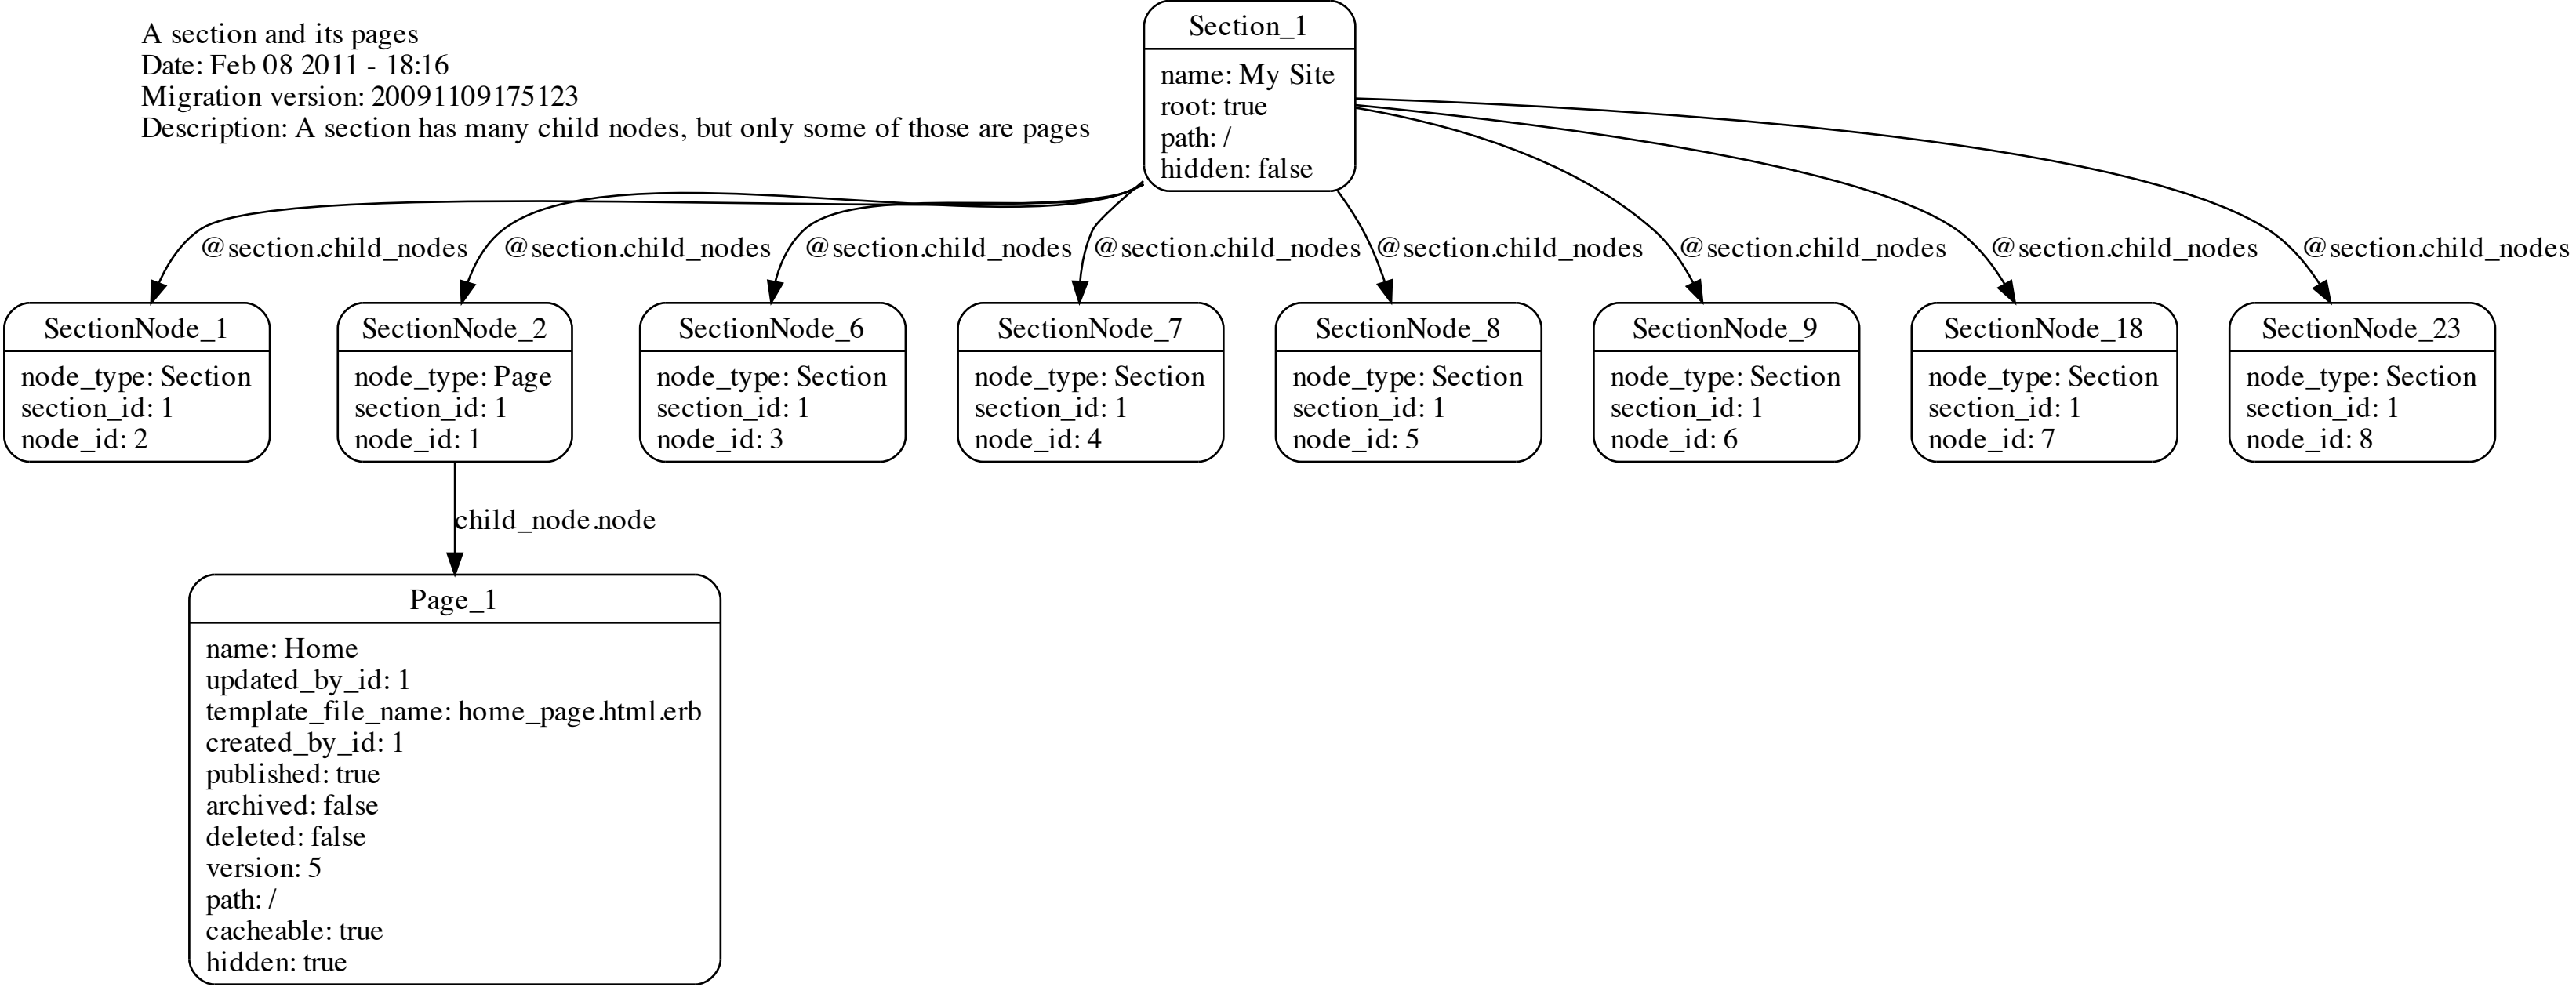 A section and its pages
Date: Feb 08 2011 - 18:16
Migration version: 20091109175123
Description: A section has many child nodes, but only some of those are pages
Section_1
name: My Site
root: true
path: /
hidden: false
@section.child_nodes
@section.child_nodes
@section.child_nodes
@section.child_nodes
@section.child_nodes
@section.child_nodes
@section.child_nodes
@section.child_nodes
SectionNode_1
node_type: Section
section_id: 1
node_id: 2
SectionNode_2
node_type: Page
section_id: 1
node_id: 1
SectionNode_6
node_type: Section
section_id: 1
node_id: 3
SectionNode_7
node_type: Section
section_id: 1
node_id: 4
SectionNode_8
node_type: Section
section_id: 1
node_id: 5
SectionNode_9
node_type: Section
section_id: 1
node_id: 6
SectionNode_18
node_type: Section
section_id: 1
node_id: 7
SectionNode_23
node_type: Section
section_id: 1
node_id: 8
child_node.node
Page_1
name: Home
updated_by_id: 1
template_file_name: home_page.html.erb
created_by_id: 1
published: true
archived: false
deleted: false
version: 5
path: /
cacheable: true
hidden: true